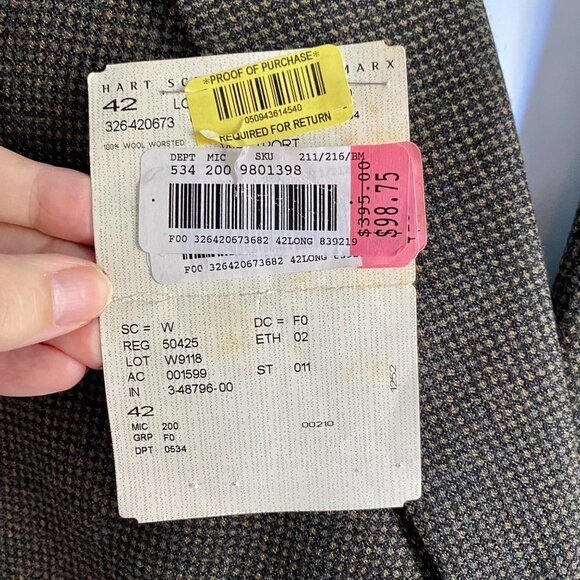 HART SC MARX
*PROOF OF PURCHASE*
050943614540
REQUIRED FOR RETURN
42 LO
326-420673
100% WOOL WORSTED
PORT
DEPT MIC SKU 211/216/BM
534 200 9801398
$395.00
$98.75
F00 326420673682 42LONG 839219
F00 326420673682 42LONG
SC = W DC = F0
REG 50425 ETH 02
LOT W9118
AC 001599 ST 011
IN 3-48796-00
1252
42
MIC 200 00210
GRP F0
DPT 0534